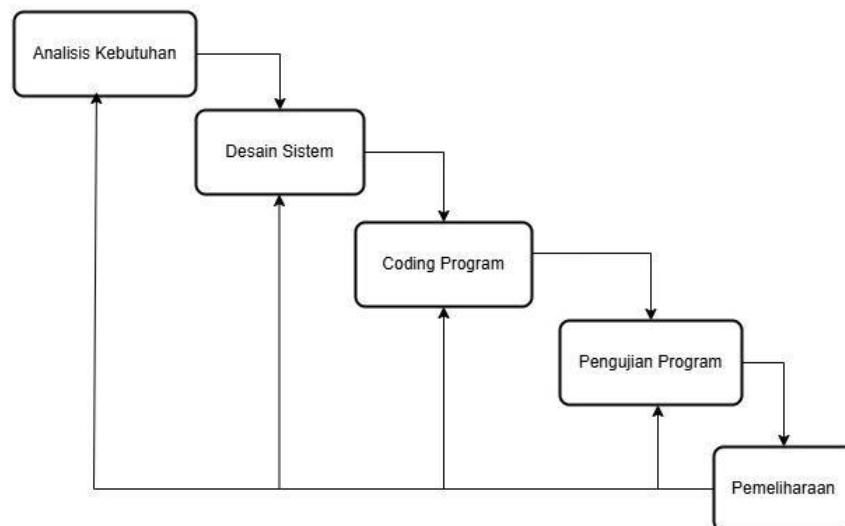 Analisis Kebutuhan
Desain Sistem
Coding Program
Pengujian Program
Pemeliharaan